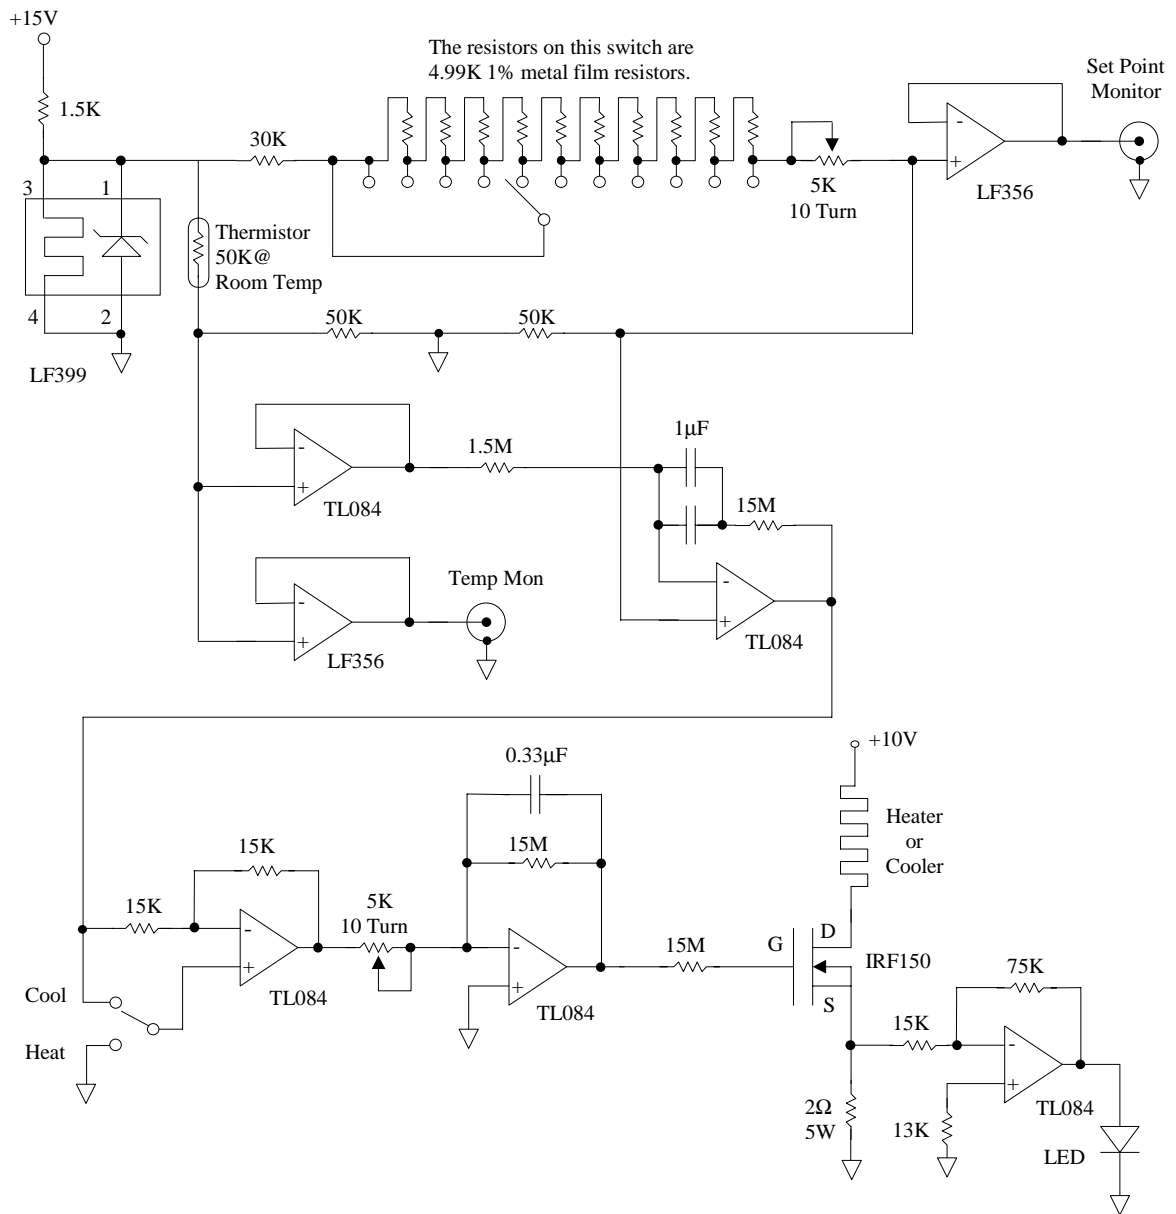 +15V
The resistors on this switch are
4.99K 1% metal film resistors.
Set Point
Monitor
1.5K
30K
-
+
LF356
5K
10 Turn
3
1
Thermistor
50K@
Room Temp
4
2
LF399
50K
50K
1μF
1.5M
-
+
TL084
15M
Temp Mon
-
+
LF356
-
+
TL084
+10V
0.33μF
Heater
or
Cooler
15K
15M
15K
5K
10 Turn
-
+
TL084
-
+
TL084
15M
G
D
S
IRF150
75K
Cool
Heat
15K
-
+
TL084
2Ω
5W
13K
LED